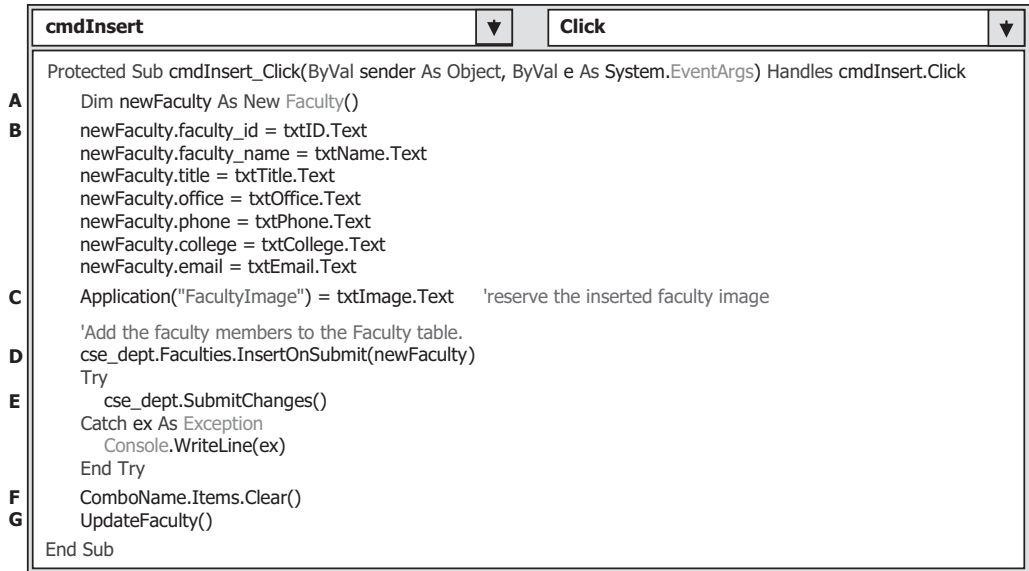 cmdInsert Click
Protected Sub cmdInsert_Click(ByVal sender As Object, ByVal e As System.EventArgs) Handles cmdInsert.Click
A Dim newFaculty As New Faculty()
B newFaculty.faculty_id = txtID.Text
newFaculty.faculty_name = txtName.Text
newFaculty.title = txtTitle.Text
newFaculty.office = txtOffice.Text
newFaculty.phone = txtPhone.Text
newFaculty.college = txtCollege.Text
newFaculty.email = txtEmail.Text
C Application("FacultyImage") = txtImage.Text 'reserve the inserted faculty image
'Add the faculty members to the Faculty table.
D cse_dept.Faculties.InsertOnSubmit(newFaculty)
Try
E cse_dept.SubmitChanges()
Catch ex As Exception
Console.WriteLine(ex)
End Try
F ComboName.Items.Clear()
G UpdateFaculty()
End Sub